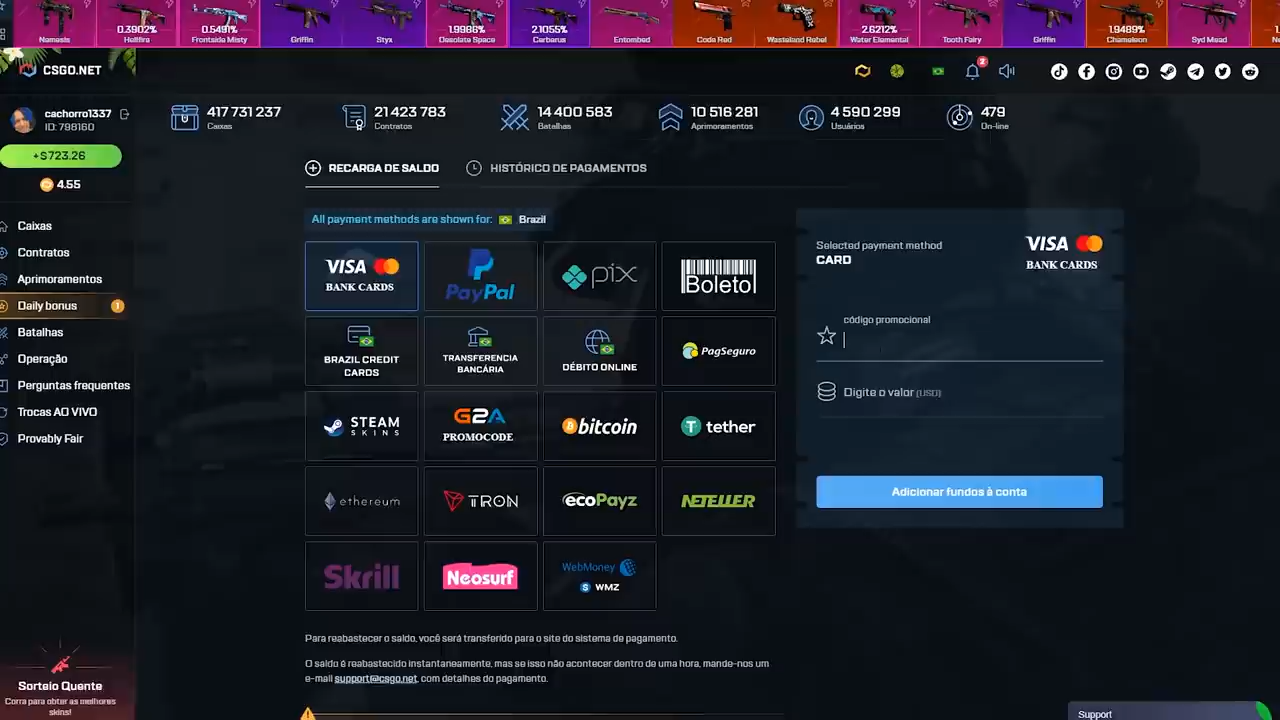 Nemesis
0.3902%
Hellfire
0.5491%
Frontside Misty
Griffin
Styx
1.9986%
Desolate Space
2.1055%
Cerberus
Entombed
Code Red
Wasteland Rebel
2.6212%
Water Elemental
Tooth Fairy
Griffin
1.9489%
Chameleon
Syd Mead
CSGO.NET
2
cachorro1337
ID: 798160
+$723.26
4.55
417 731 237
Caixas
21 423 783
Contratos
14 400 583
Batalhas
10 516 281
Aprimoramentos
4 590 299
Usuários
479
On-line
Caixas
Contratos
Aprimoramentos
Daily bonus
1
Batalhas
Operação
Perguntas frequentes
Trocas AO VIVO
Provably Fair
Sorteio Quente
Corra para obter as melhores
skins!
RECARGA DE SALDO
HISTÓRICO DE PAGAMENTOS
All payment methods are shown for: Brazil
VISA
BANK CARDS
PayPal
pix
Boleto
BRAZIL CREDIT
CARDS
TRANSFERENCIA
BANCÁRIA
DÉBITO ONLINE
PagSeguro
STEAM
SKINS
G2A
PROMOCODE
bitcoin
tether
ethereum
TRON
ecoPayz
NETELLER
Skrill
Neosurf
WebMoney
WMZ
Para reabastecer o saldo, você será transferido para o site do sistema de pagamento.
O saldo é reabastecido instantaneamente, mas se isso não acontecer dentro de uma hora, mande-nos um
e-mail support@csgo.net, com detalhes do pagamento.
Selected payment method
CARD
VISA
BANK CARDS
código promocional
Digite o valor (USD)
Adicionar fundos à conta
Support